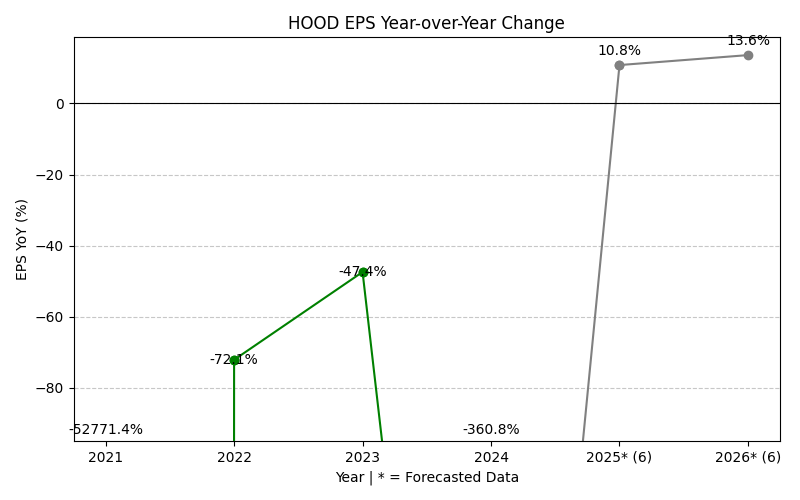 HOOD EPS Year-over-Year Change
13.6%
10.8%
0
−20
−40
-47.4%
−60
-72.1%
−80
-52771.4%
-360.8%
EPS YoY (%)
2021 2022 2023 2024 2025* (6) 2026* (6)
Year | * = Forecasted Data